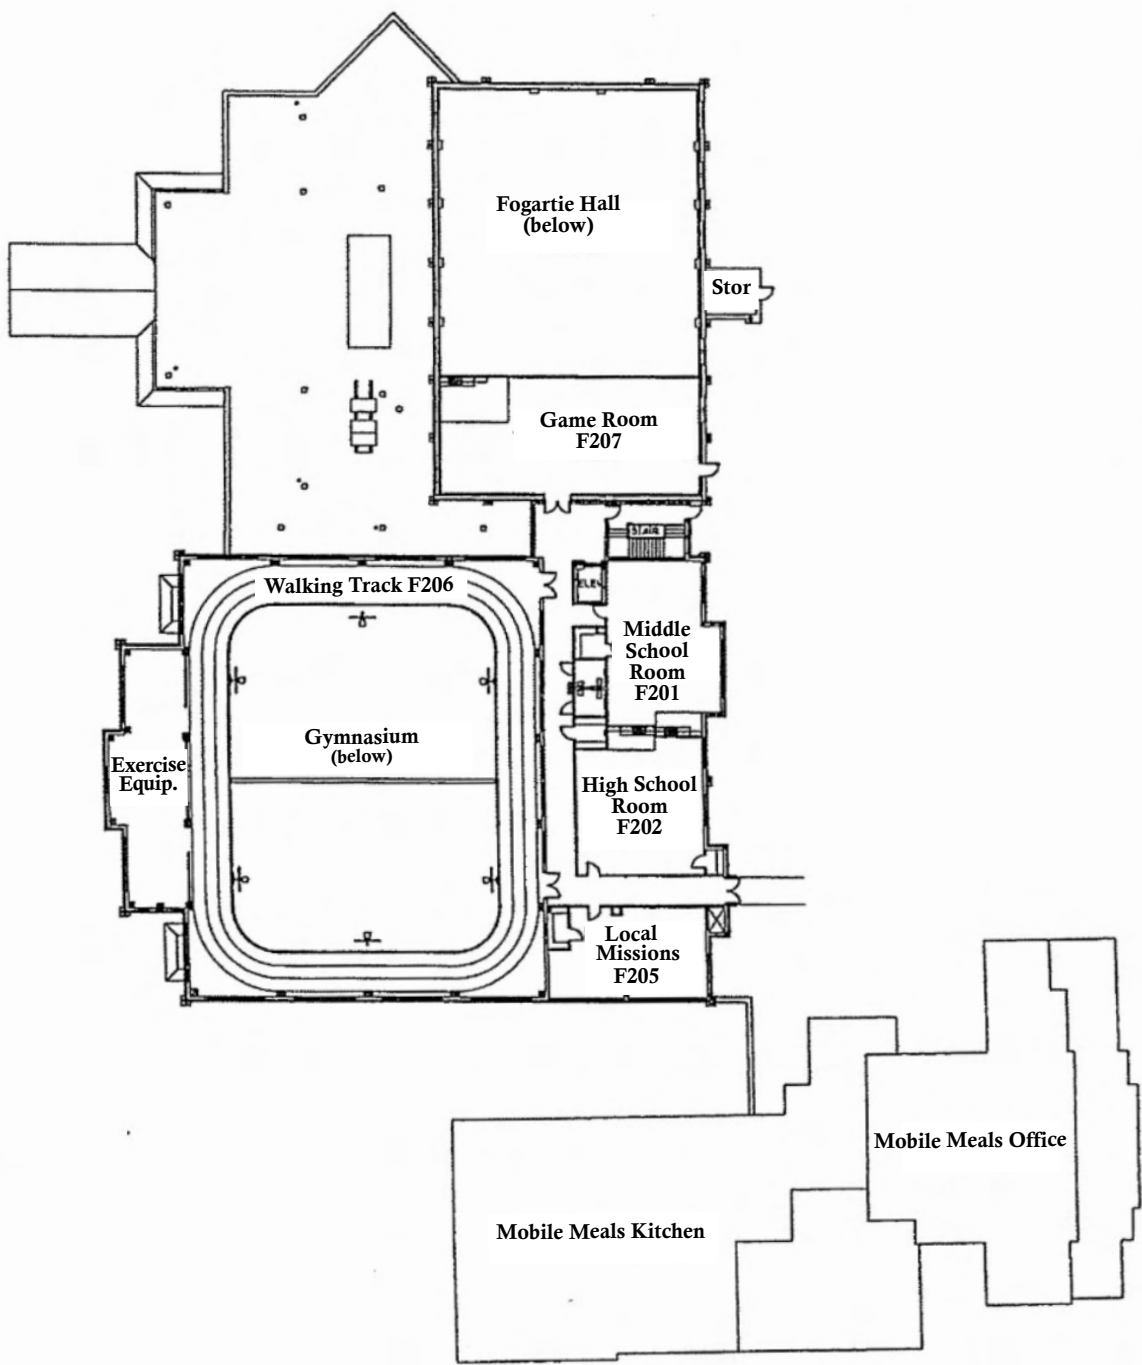 Fogartie Hall
(below)
Stor
Game Room
F207
Stair
ELEV
Walking Track F206
Middle
School
Room
F201
Gymnasium
(below)
Exercise
Equip.
High School
Room
F202
Local
Missions
F205
Mobile Meals Office
Mobile Meals Kitchen